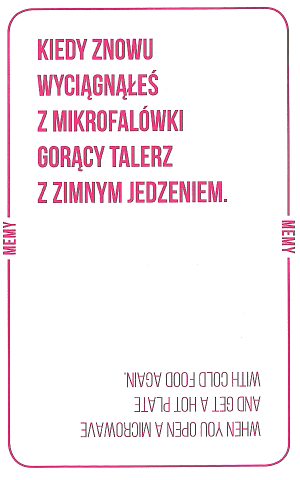 KIEDY ZNOWU
WYCIĄGNĄŁEŚ
Z MIKROFALÓWKI
GORĄCY TALERZ
Z ZIMNYM JEDZENIEM.
MEMY
MEMY
WHEN YOU OPEN A MICROWAVE
AND GET A HOT PLATE
WITH COLD FOOD AGAIN.